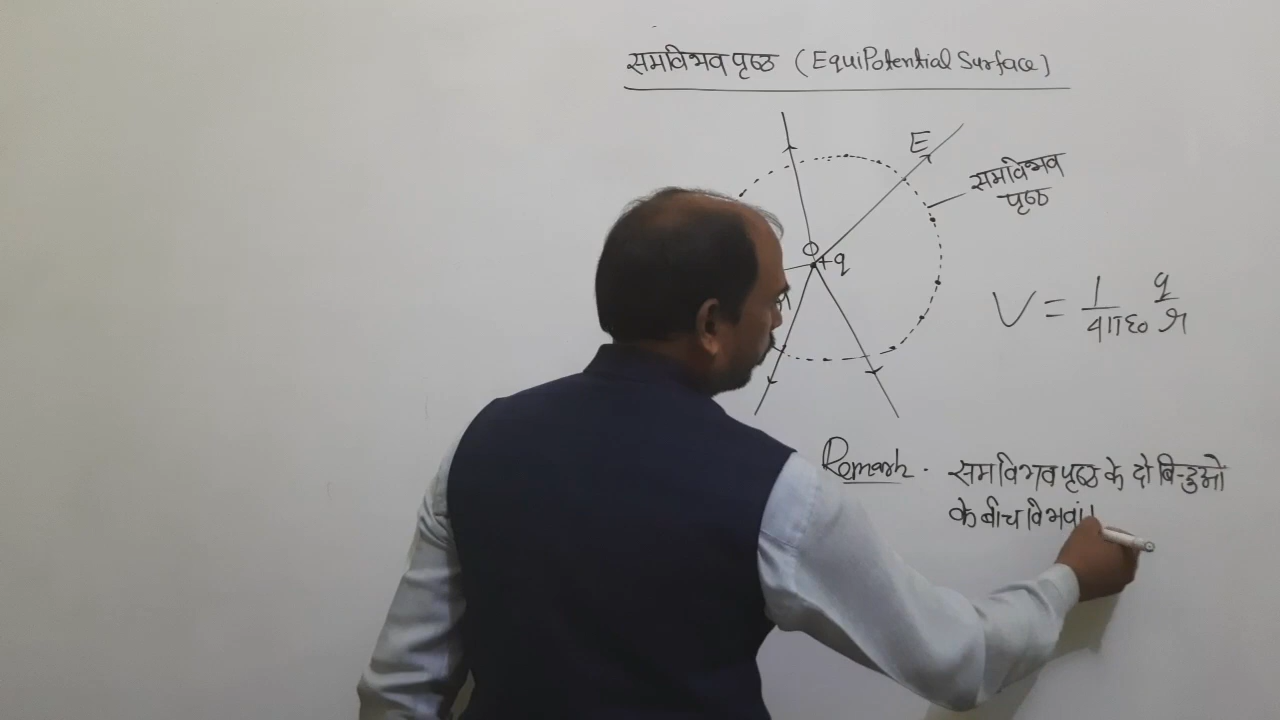 समविभव पृष्ठ (EquiPotential Surface)
E
समविभव
पृष्ठ
O
+q
V = 1/4πε₀ q/r
Remark. समविभव पृष्ठ के दो बिन्दुओ
के बीच विभवां